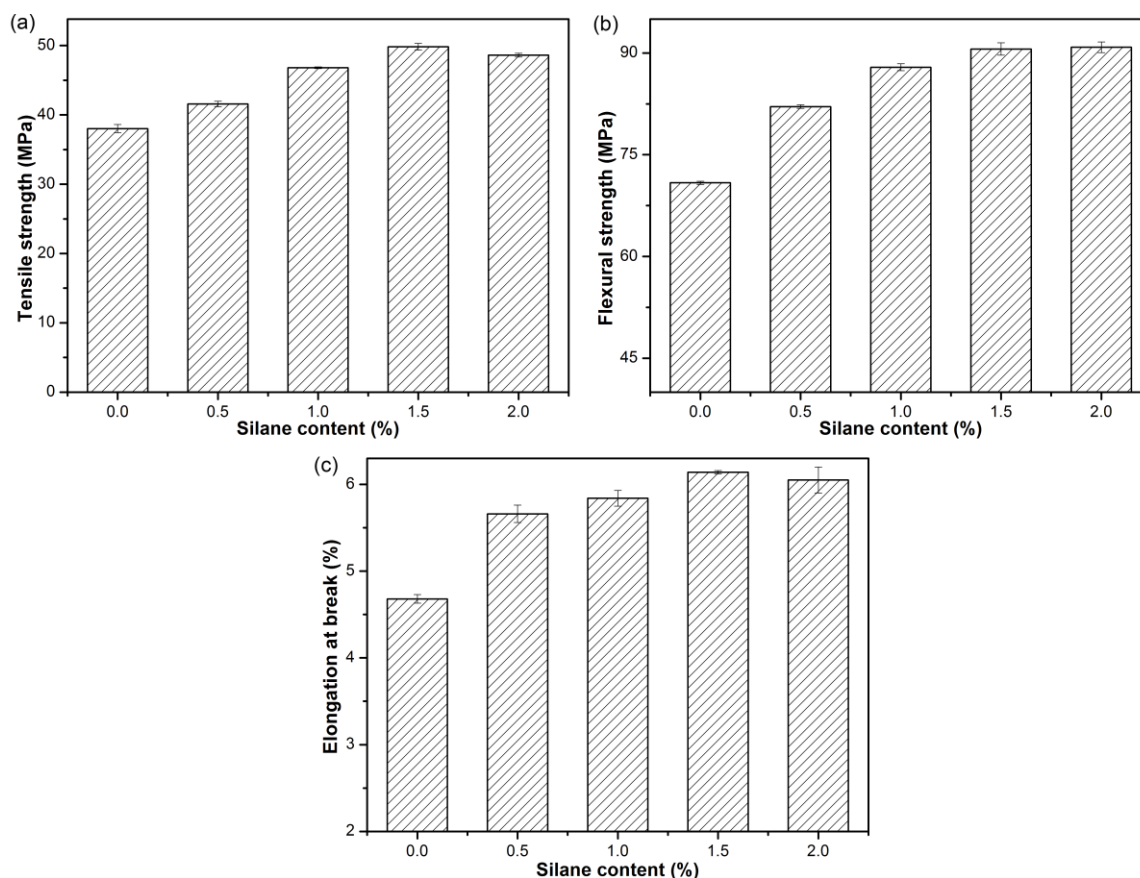 (a)
Tensile strength (MPa)
50
40
30
20
10
0
0.0 0.5 1.0 1.5 2.0
Silane content (%)
(b)
Flexural strength (MPa)
90
75
60
45
0.0 0.5 1.0 1.5 2.0
Silane content (%)
(c)
Elongation at break (%)
6
5
4
3
2
0.0 0.5 1.0 1.5 2.0
Silane content (%)